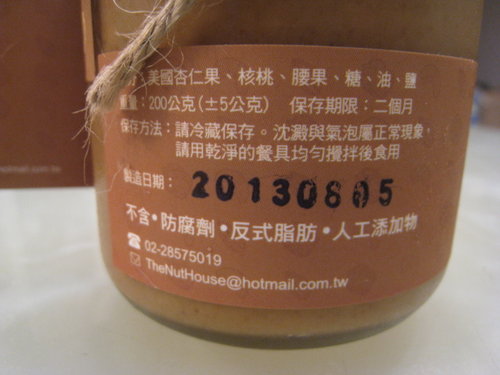 美國杏仁果、核桃、腰果、糖、油、鹽
重量：200公克(±5公克) 保存期限：二個月
保存方法：請冷藏保存。沈澱與氣泡屬正常現象，
請用乾淨的餐具均勻攪拌後食用
製造日期：20130805
不含•防腐劑•反式脂肪•人工添加物
02-28575019
TheNutHouse@hotmail.com.tw
hotmail.com.tw